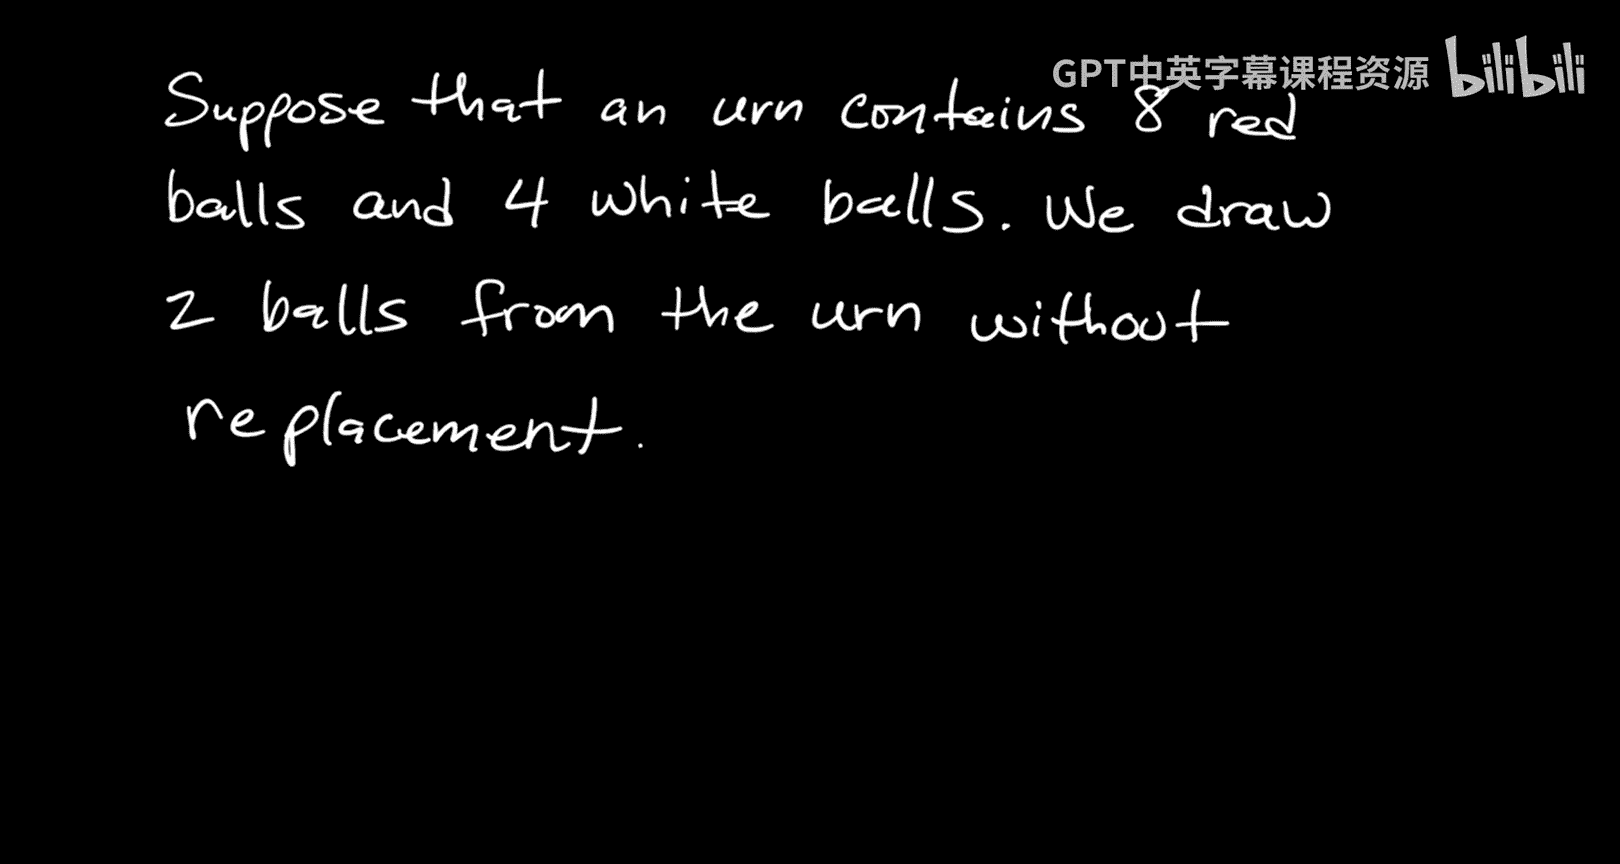 GPT中英字幕课程资源 bilibili
Suppose that an urn contains 8 red
balls and 4 white balls. We draw
2 balls from the urn without
replacement.